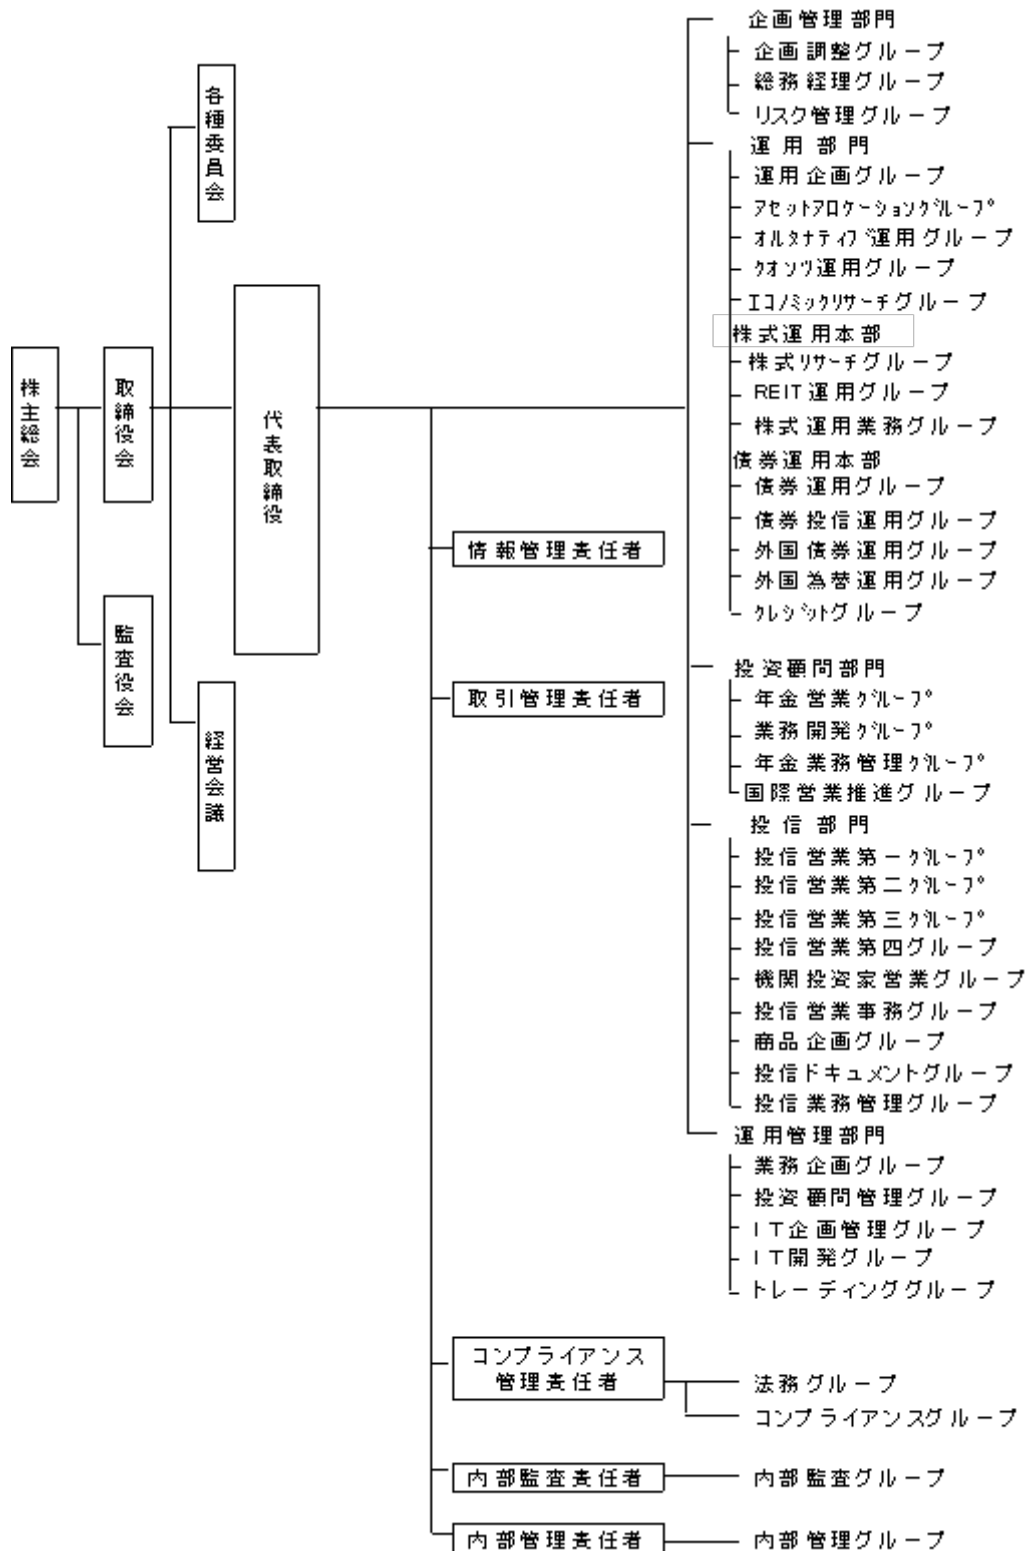 株主総会
取締役会
監査役会
各種委員会
代表取締役
経営会議
情報管理責任者
取引管理責任者
コンプライアンス
管理責任者
内部監査責任者
内部管理責任者
企画管理部門
企画調整グループ
総務経理グループ
リスク管理グループ
運用部門
運用企画グループ
ｱｾｯﾄｱﾛｹｰｼｮﾝｸﾞﾙｰﾌﾟ
ｵﾙﾀﾅﾃｨﾌﾞ運用グループ
ｸｵﾝﾂ運用グループ
ｴｺﾉﾐｯｸﾘｻｰﾁグループ
株式運用本部
株式ﾘｻｰﾁグループ
REIT運用グループ
株式運用業務グループ
債券運用本部
債券運用グループ
債券投信運用グループ
外国債券運用グループ
外国為替運用グループ
ｸﾚｼﾞｯﾄグループ
投資顧問部門
年金営業ｸﾞﾙｰﾌﾟ
業務開発ｸﾞﾙｰﾌﾟ
年金業務管理ｸﾞﾙｰﾌﾟ
国際営業推進グループ
投信部門
投信営業第一ｸﾞﾙｰﾌﾟ
投信営業第二ｸﾞﾙｰﾌﾟ
投信営業第三ｸﾞﾙｰﾌﾟ
投信営業第四グループ
機関投資家営業グループ
投信営業事務グループ
商品企画グループ
投信ドキュメントグループ
投信業務管理グループ
運用管理部門
業務企画グループ
投資顧問管理グループ
ＩＴ企画管理グループ
ＩＴ開発グループ
トレーディンググループ
法務グループ
コンプライアンスグループ
内部監査グループ
内部管理グループ